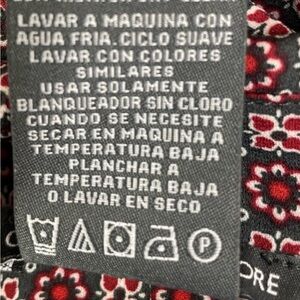 LAVAR A MAQUINA CON
AGUA FRIA, CICLO SUAVE
LAVAR CON COLORES
SIMILARES
USAR SOLAMENTE
BLANQUEADOR SIN CLORO
CUANDO SE NECESITE
SECAR EN MAQUINA A
TEMPERATURA BAJA
PLANCHAR A
TEMPERATURA BAJA
O LAVAR EN SECO
P
ORE